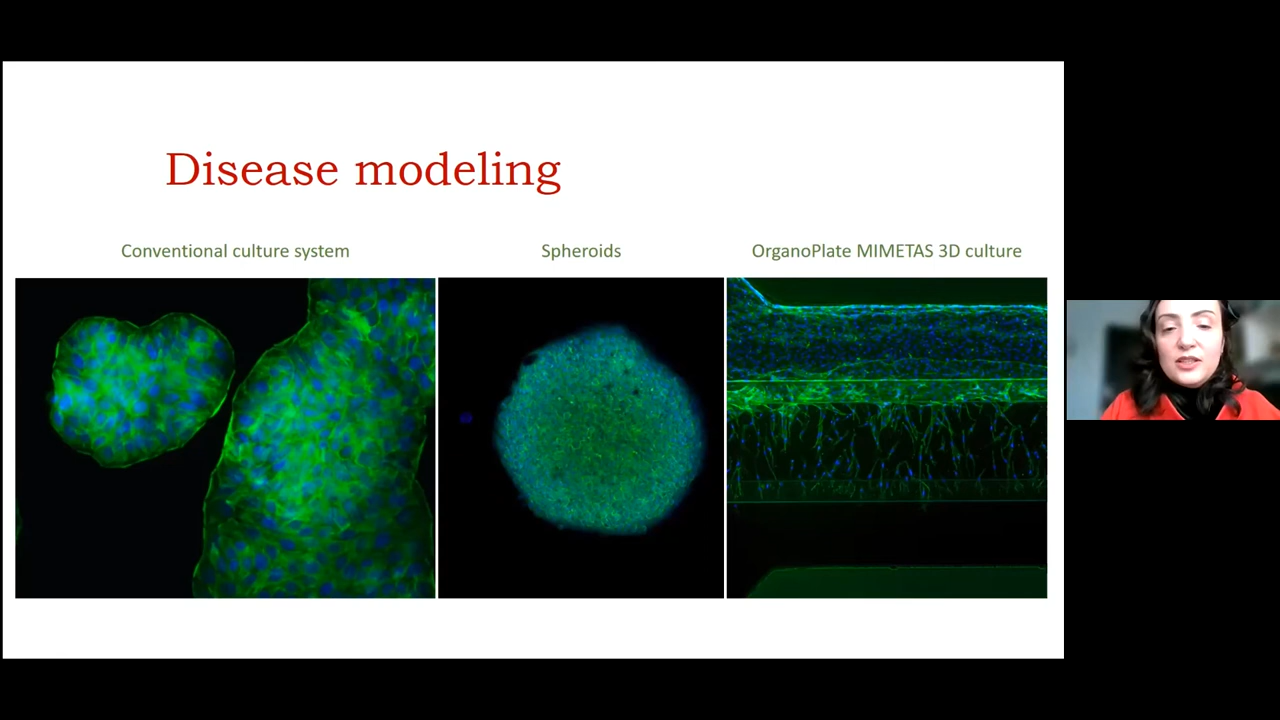 Disease modeling
Conventional culture system
Spheroids
OrganoPlate MIMETAS 3D culture